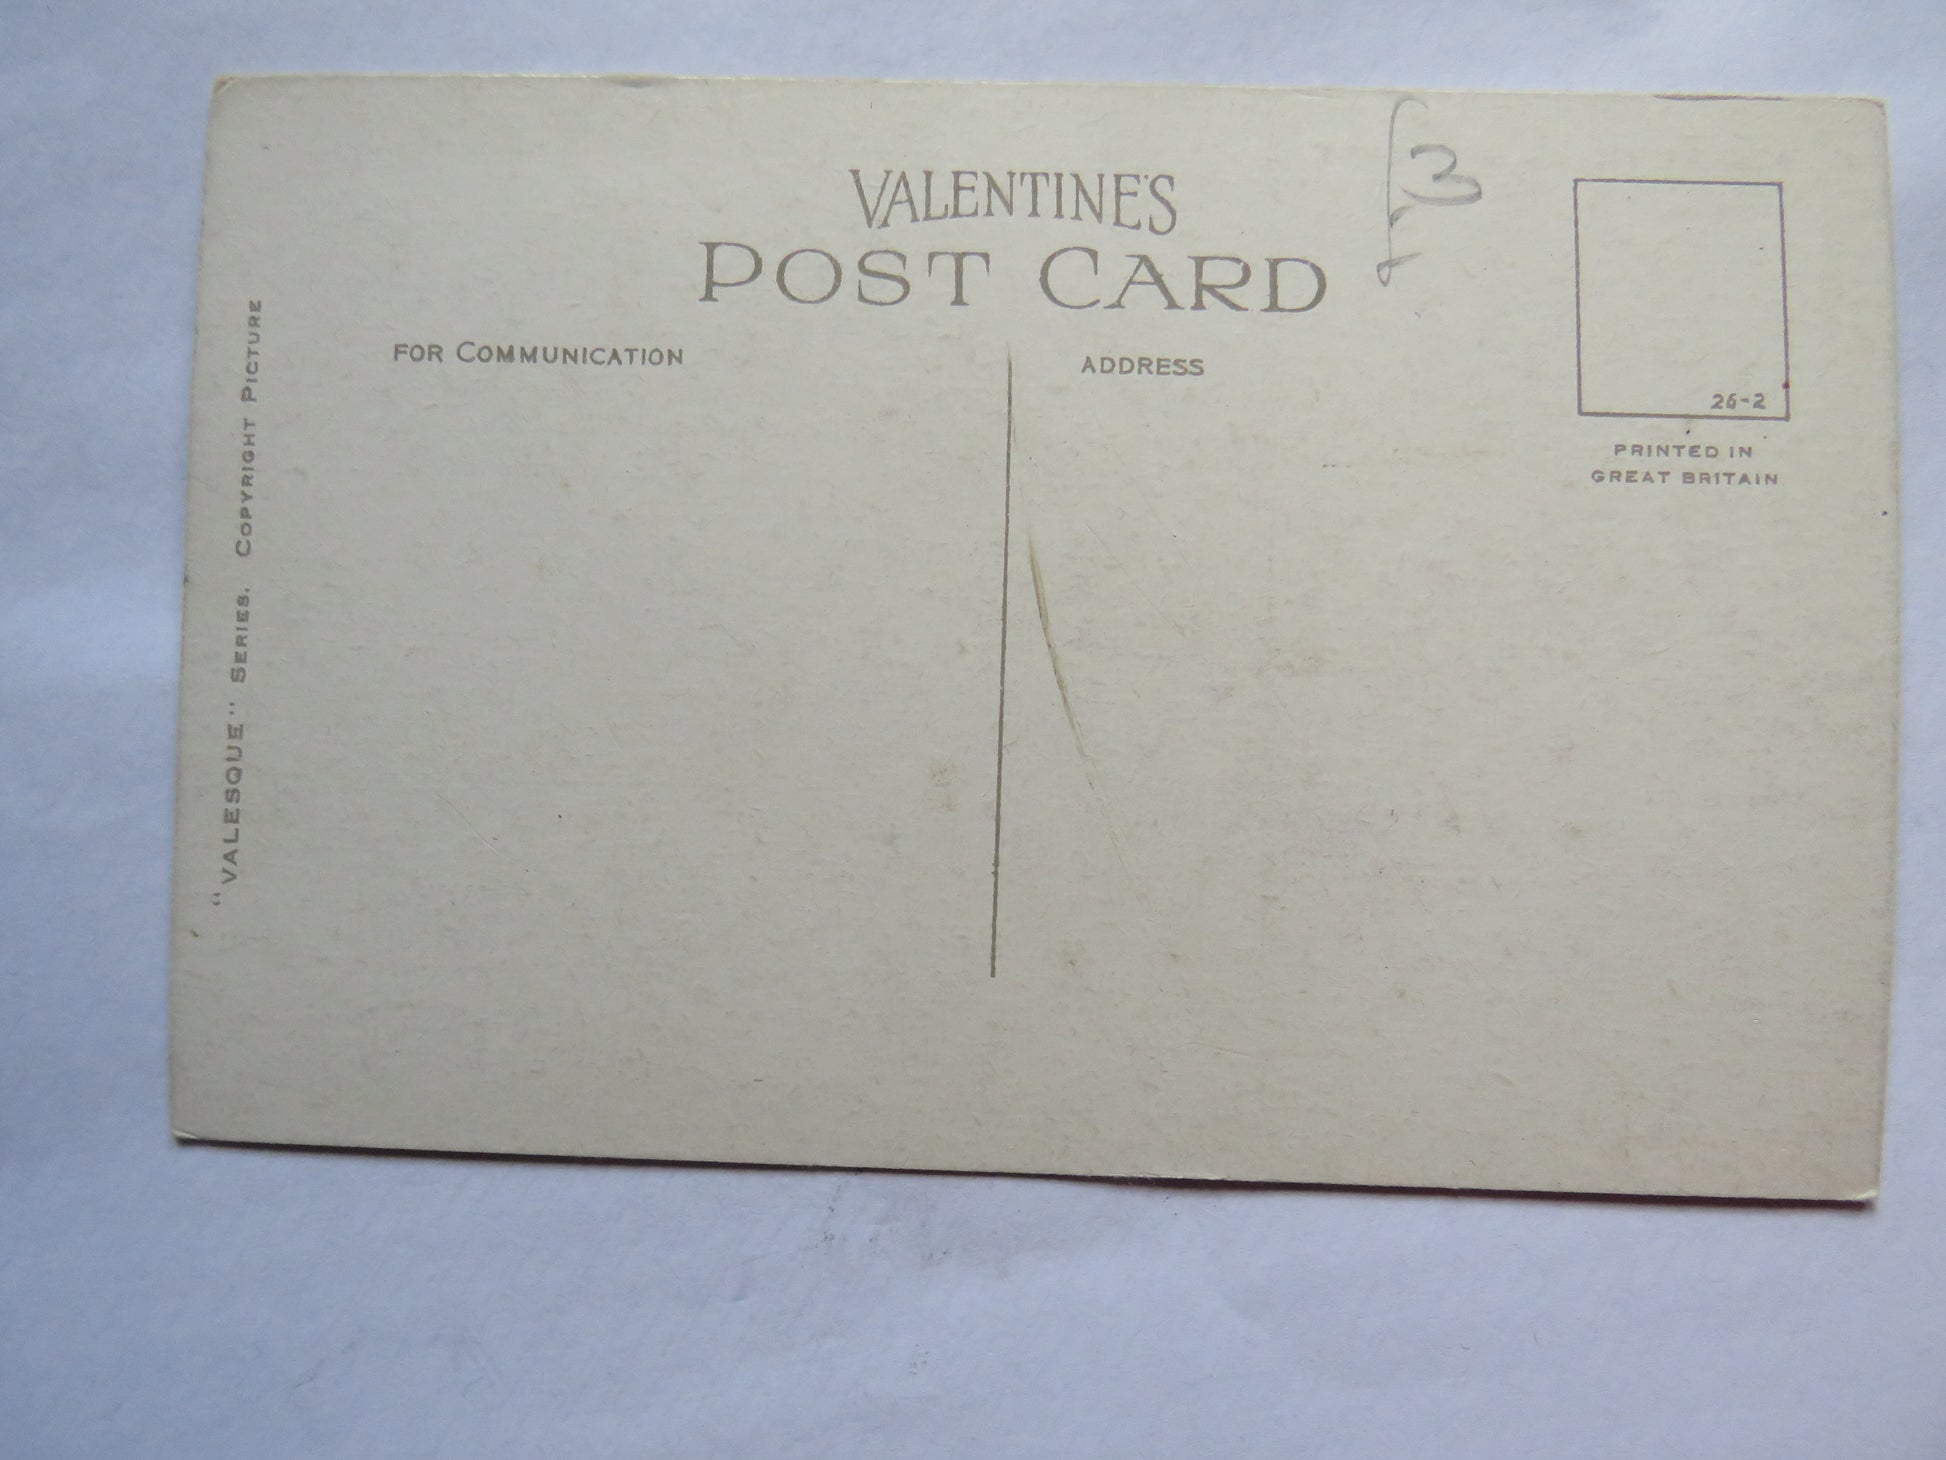 VALENTINE'S
POST CARD
£3
FOR COMMUNICATION
ADDRESS
26-2
PRINTED IN
GREAT BRITAIN
"VALESQUE" SERIES. COPYRIGHT PICTURE